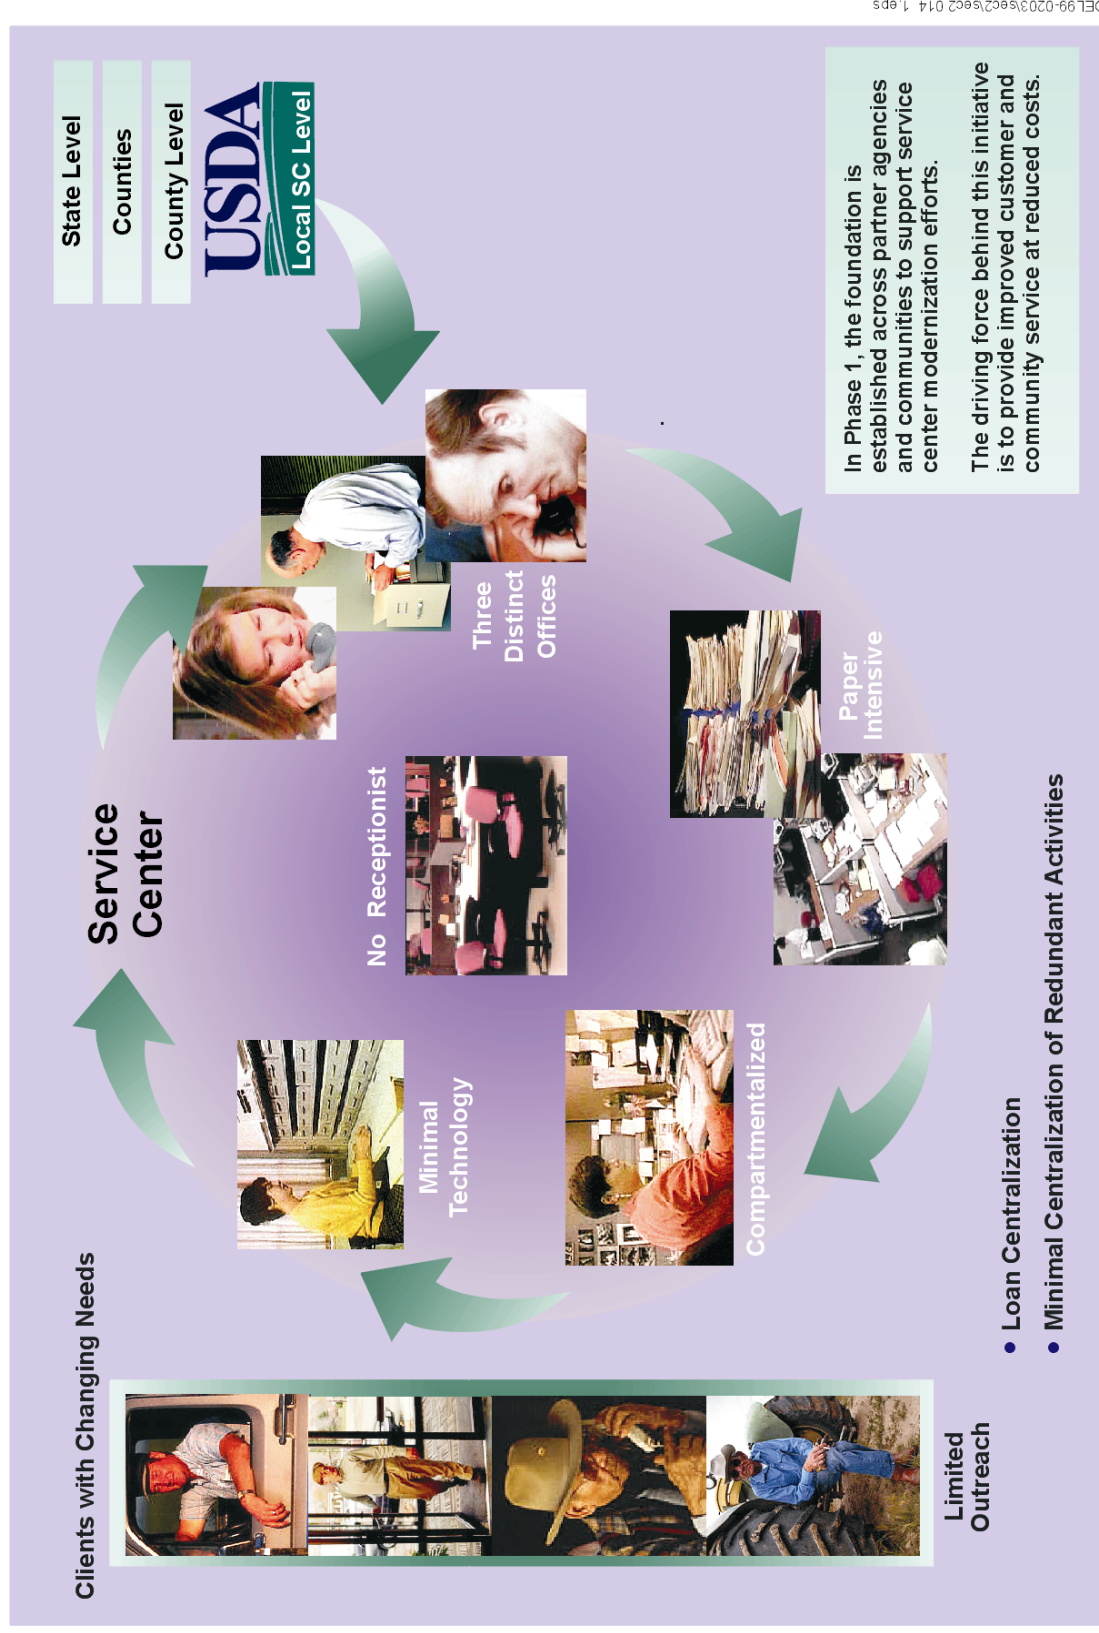 Clients with Changing Needs
Limited
Outreach
Service
Center
Minimal
Technology
No Receptionist
Compartmentalized
Three
Distinct
Offices
Paper
Intensive
State Level
Counties
County Level
USDA
Local SC Level
• Loan Centralization
• Minimal Centralization of Redundant Activities
In Phase 1, the foundation is
established across partner agencies
and communities to support service
center modernization efforts.
The driving force behind this initiative
is to provide improved customer and
community service at reduced costs.
DEL99-0203\sec2\sec2 014_1.eps